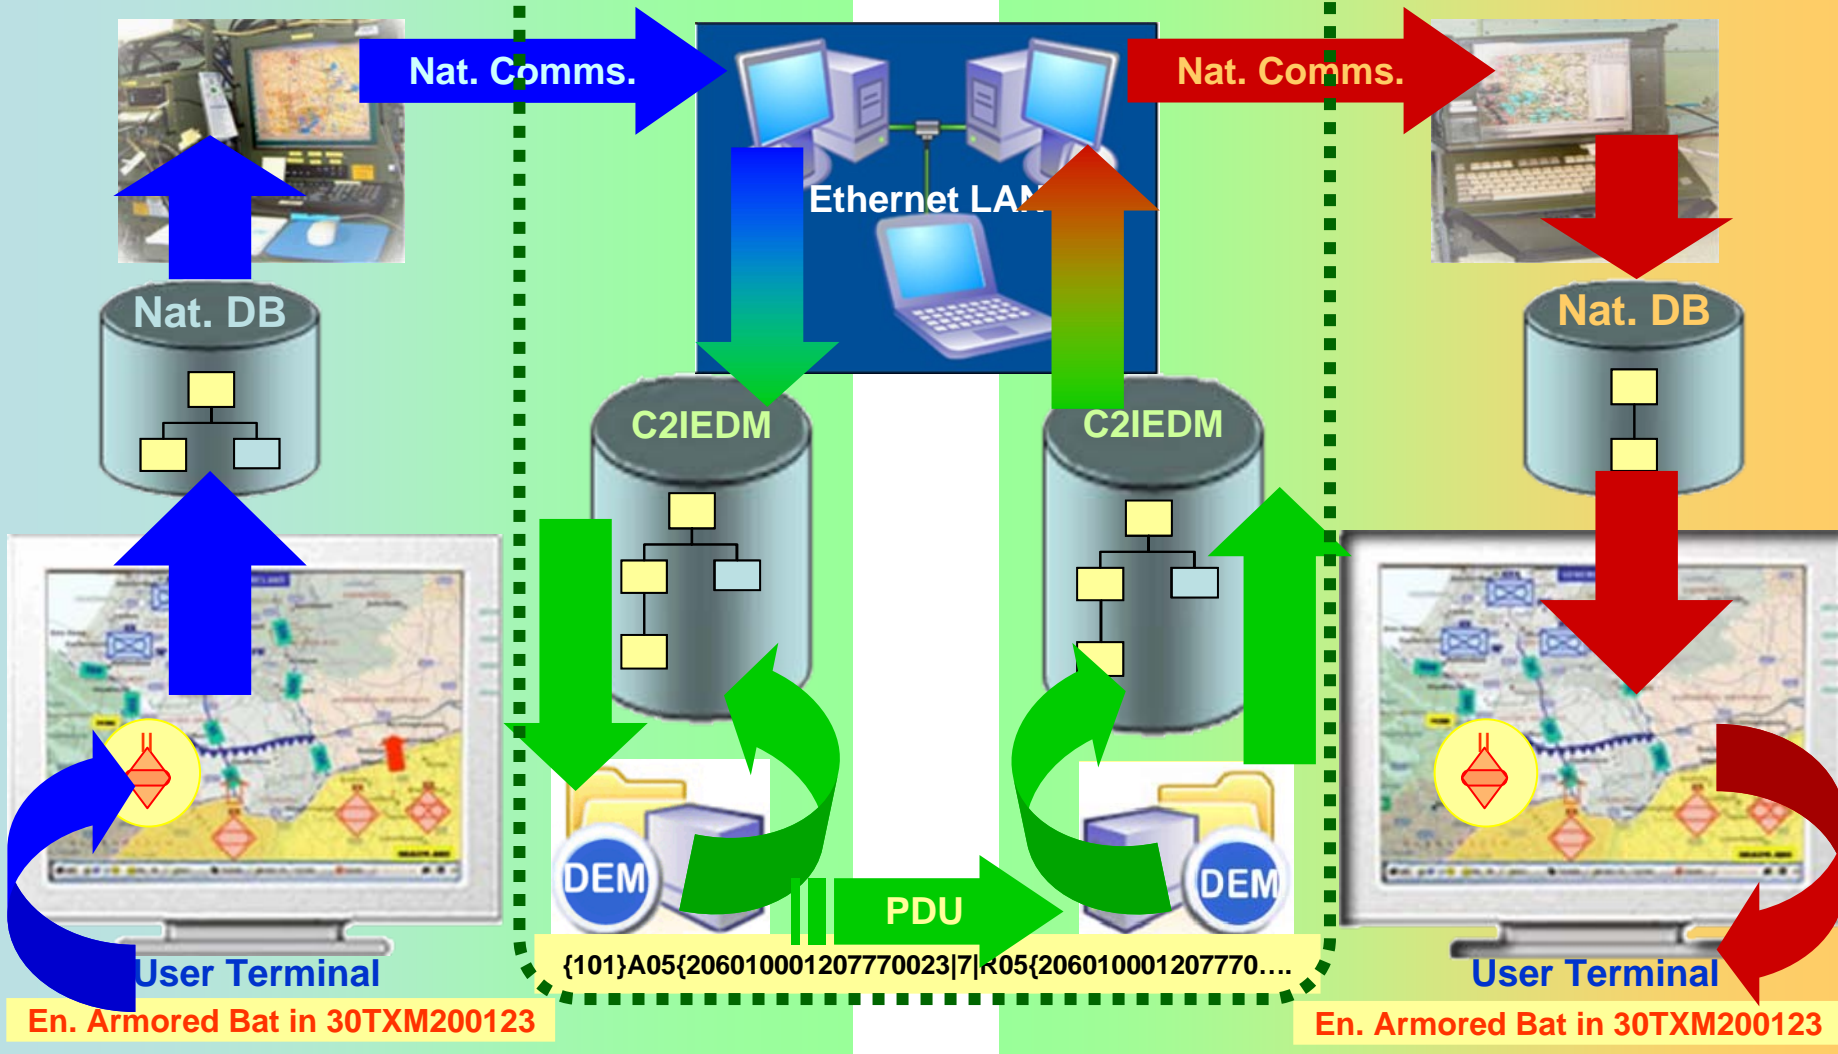 Nat. Comms.
Nat. Comms.
Ethernet LAN
Nat. DB
Nat. DB
C2IEDM
C2IEDM
DEM
DEM
PDU
{101}A05{206010001207770023|7|R05{206010001207770....
User Terminal
User Terminal
En. Armored Bat in 30TXM200123
En. Armored Bat in 30TXM200123